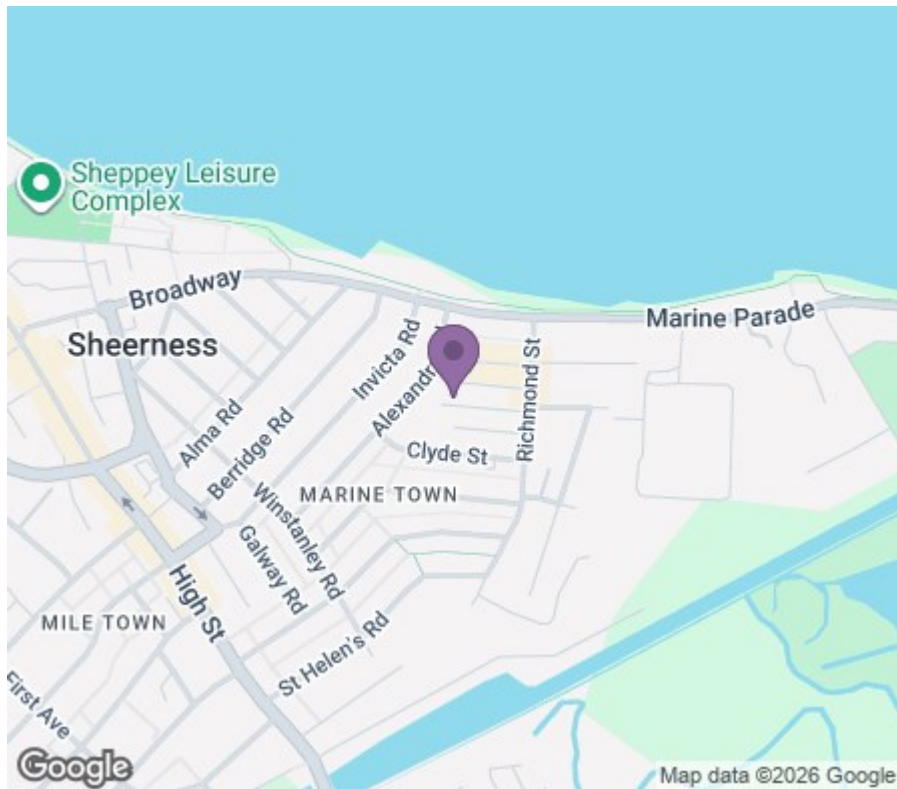 Sheppey Leisure
Complex
Broadway
Marine Parade
Sheerness
Invicta Rd
Richmond St
Alma Rd
Berridge Rd
Clyde St
MARINE TOWN
Winstanley Rd
Galway Rd
High St
MILE TOWN
St Helen's Rd
First Ave
Google
Map data ©2026 Google